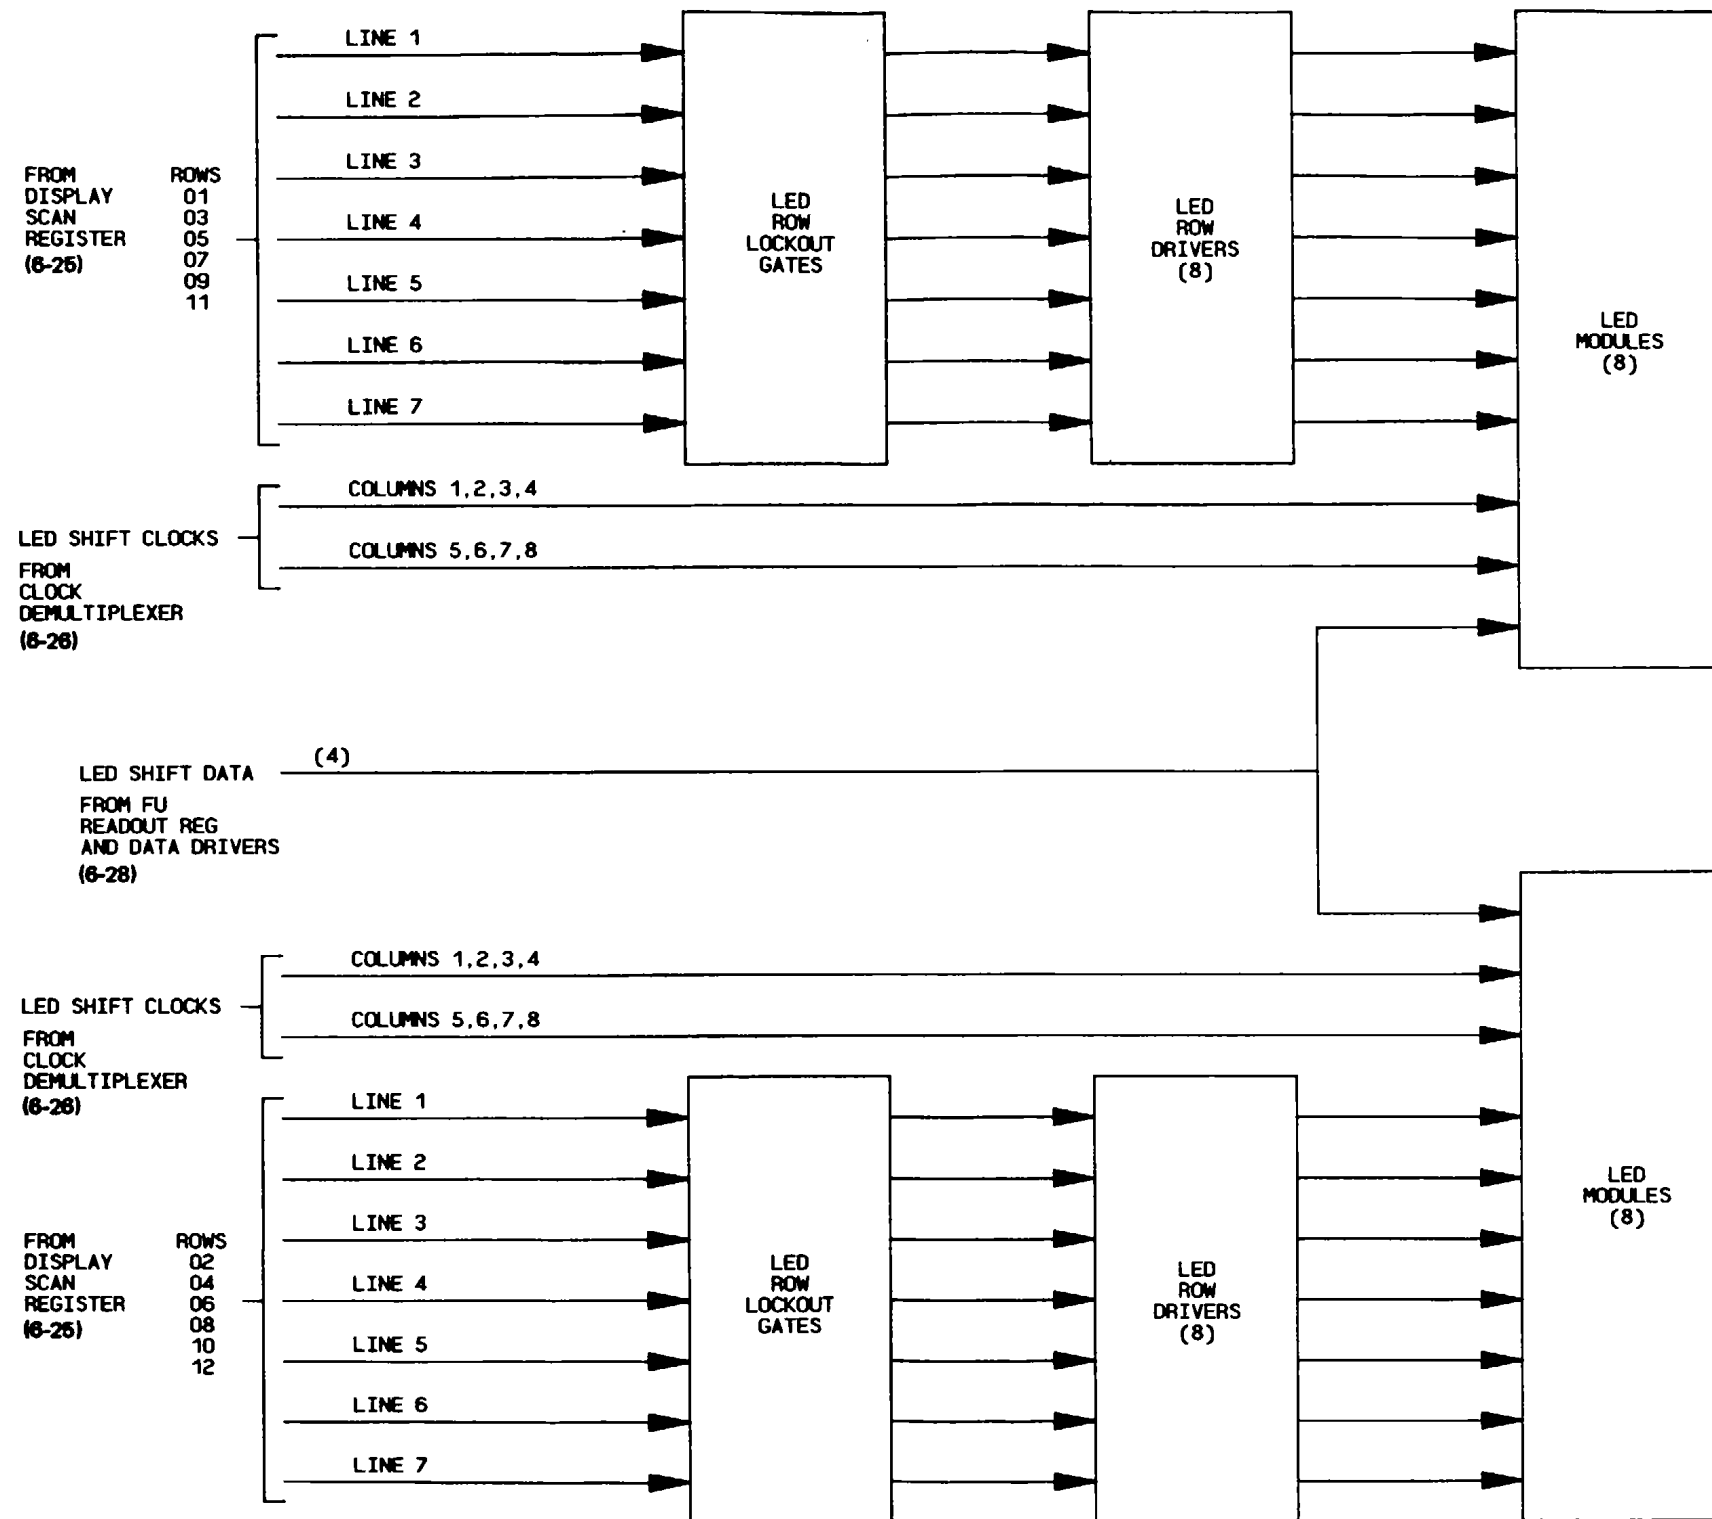 LINE 1
LINE 2
LINE 3
LINE 4
LINE 5
LINE 6
LINE 7
FROM
DISPLAY
SCAN
REGISTER
(6-25)
ROWS
01
03
05
07
09
11
LED
ROW
LOCKOUT
GATES
LED
ROW
DRIVERS
(8)
LED
MODULES
(8)
COLUMNS 1,2,3,4
COLUMNS 5,6,7,8
LED SHIFT CLOCKS
FROM
CLOCK
DEMULTIPLEXER
(6-26)
(4)
LED SHIFT DATA
FROM FU
READOUT REG
AND DATA DRIVERS
(6-28)
COLUMNS 1,2,3,4
COLUMNS 5,6,7,8
LED SHIFT CLOCKS
FROM
CLOCK
DEMULTIPLEXER
(6-26)
LINE 1
LINE 2
LINE 3
LINE 4
LINE 5
LINE 6
LINE 7
FROM
DISPLAY
SCAN
REGISTER
(6-25)
ROWS
02
04
06
08
10
12
LED
ROW
LOCKOUT
GATES
LED
ROW
DRIVERS
(8)
LED
MODULES
(8)